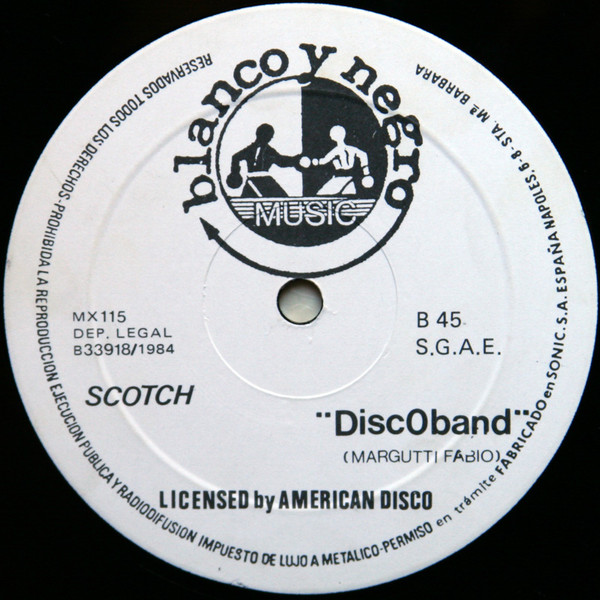 blanco y negro
MUSIC
RESERVADOS TODOS LOS DERECHOS-PROHIBIDA LA REPRODUCCION EJECUCION PUBLICA Y RADIODIFUSION IMPUESTO DE LUJO A METALICO-PERMISO en trámite FABRICADO en SONIC.S.A. ESPAÑA NAPOLES, 6-8-STA. Mª BARBARA
MX115
DEP. LEGAL
B33918/1984
B 45
S.G.A.E.
SCOTCH
"DiscOband"
(MARGUTTI FABIO)
LICENSED by AMERICAN DISCO